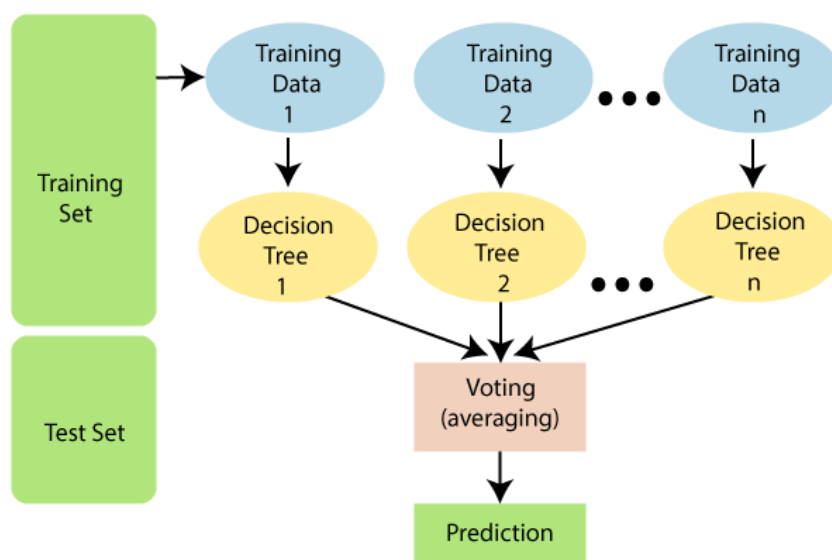 Training
Set
Test Set
Training
Data
1
Training
Data
2
Training
Data
n
Decision
Tree
1
Decision
Tree
2
Decision
Tree
n
Voting
(averaging)
Prediction